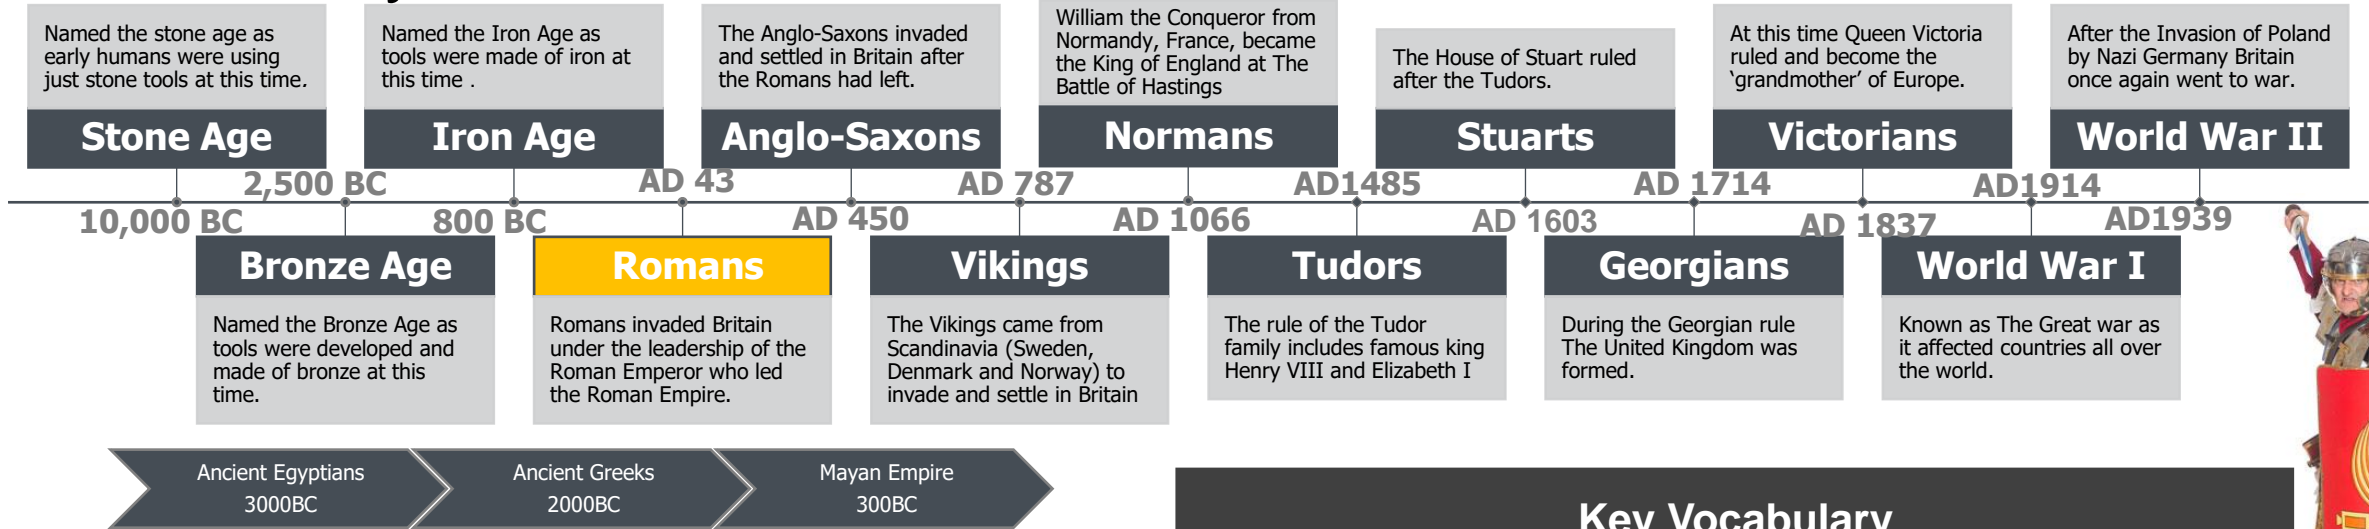 Named the stone age as
early humans were using
just stone tools at this time.
Stone Age
Named the Iron Age as
tools were made of iron at
this time .
Iron Age
The Anglo-Saxons invaded
and settled in Britain after
the Romans had left.
Anglo-Saxons
William the Conqueror from
Normandy, France, became
the King of England at The
Battle of Hastings
Normans
The House of Stuart ruled
after the Tudors.
Stuarts
At this time Queen Victoria
ruled and become the
‘grandmother’ of Europe.
Victorians
After the Invasion of Poland
by Nazi Germany Britain
once again went to war.
World War II
10,000 BC
2,500 BC
800 BC
AD 43
AD 450
AD 787
AD 1066
AD1485
AD 1603
AD 1714
AD 1837
AD1914
AD1939
Bronze Age
Named the Bronze Age as
tools were developed and
made of bronze at this
time.
Romans
Romans invaded Britain
under the leadership of the
Roman Emperor who led
the Roman Empire.
Vikings
The Vikings came from
Scandinavia (Sweden,
Denmark and Norway) to
invade and settle in Britain
Tudors
The rule of the Tudor
family includes famous king
Henry VIII and Elizabeth I
Georgians
During the Georgian rule
The United Kingdom was
formed.
World War I
Known as The Great war as
it affected countries all over
the world.
Ancient Egyptians
3000BC
Ancient Greeks
2000BC
Mayan Empire
300BC
Key Vocabulary